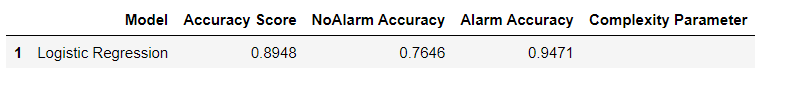 Model Accuracy Score NoAlarm Accuracy Alarm Accuracy Complexity Parameter
1 Logistic Regression 0.8948 0.7646 0.9471